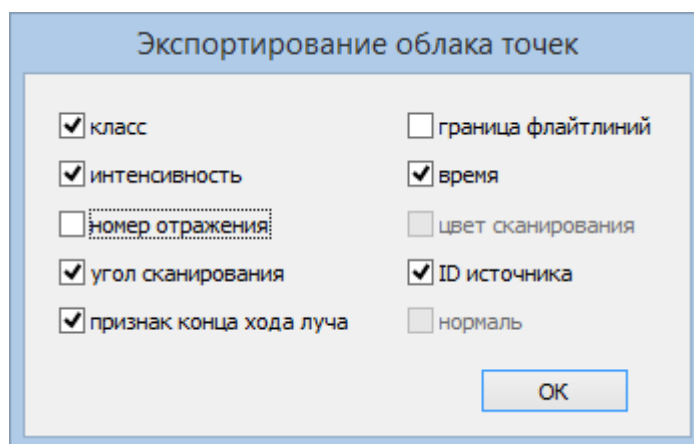 Экспортирование облака точек
класс
граница флайтлиний
интенсивность
время
номер отражения
цвет сканирования
угол сканирования
ID источника
признак конца хода луча
нормаль
OK